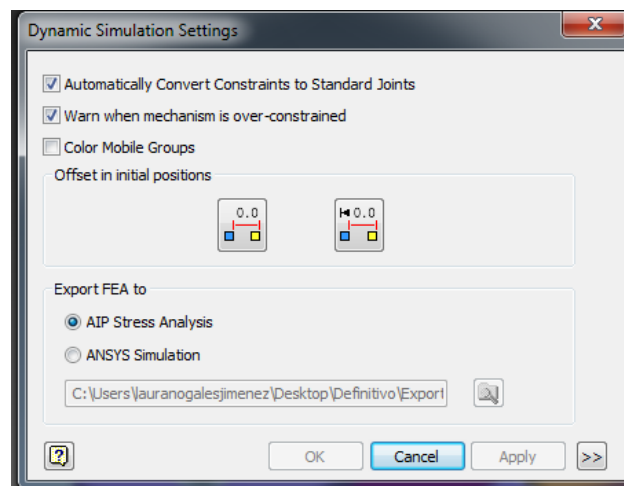 Dynamic Simulation Settings
Automatically Convert Constraints to Standard Joints
Warn when mechanism is over-constrained
Color Mobile Groups
Offset in initial positions
0.0
0.0
Export FEA to
AIP Stress Analysis
ANSYS Simulation
C:\Users\lauranogalesjimenez\Desktop\Definitivo\Export
OK
Cancel
Apply
>>